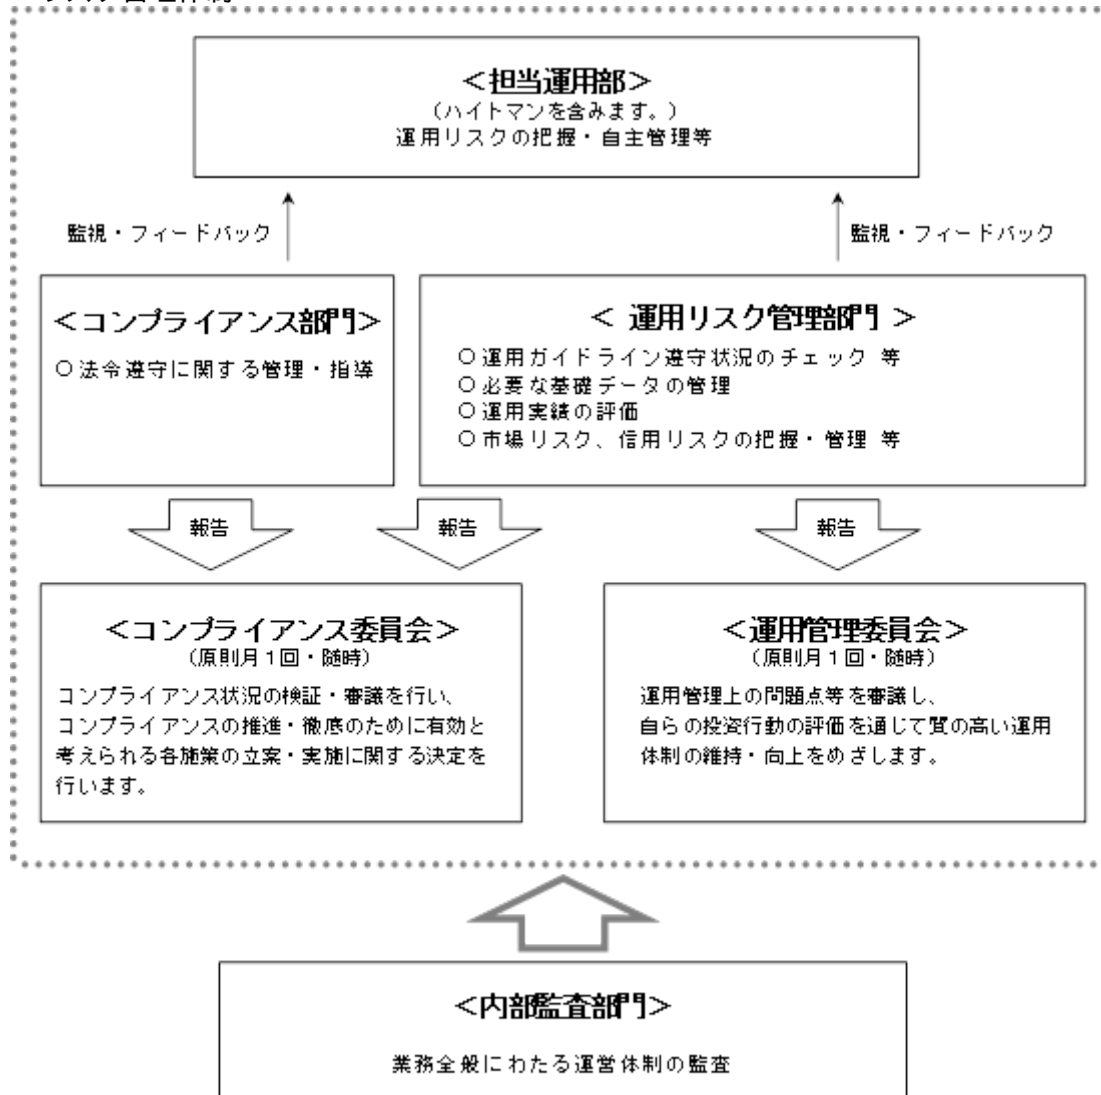 ＜担当運用部＞
（ハイトマンを含みます。）
運用リスクの把握・自主管理等
監視・フィードバック
監視・フィードバック
＜コンプライアンス部門＞
○法令遵守に関する管理・指導
＜ 運用リスク管理部門 ＞
○運用ガイドライン遵守状況のチェック 等
○必要な基礎データの管理
○運用実績の評価
○市場リスク、信用リスクの把握・管理 等
報告
報告
報告
＜コンプライアンス委員会＞
（原則月1回・随時）
コンプライアンス状況の検証・審議を行い、
コンプライアンスの推進・徹底のために有効と
考えられる各施策の立案・実施に関する決定を
行います。
＜運用管理委員会＞
（原則月1回・随時）
運用管理上の問題点等を審議し、
自らの投資行動の評価を通じて質の高い運用
体制の維持・向上をめざします。
＜内部監査部門＞
業務全般にわたる運営体制の監査